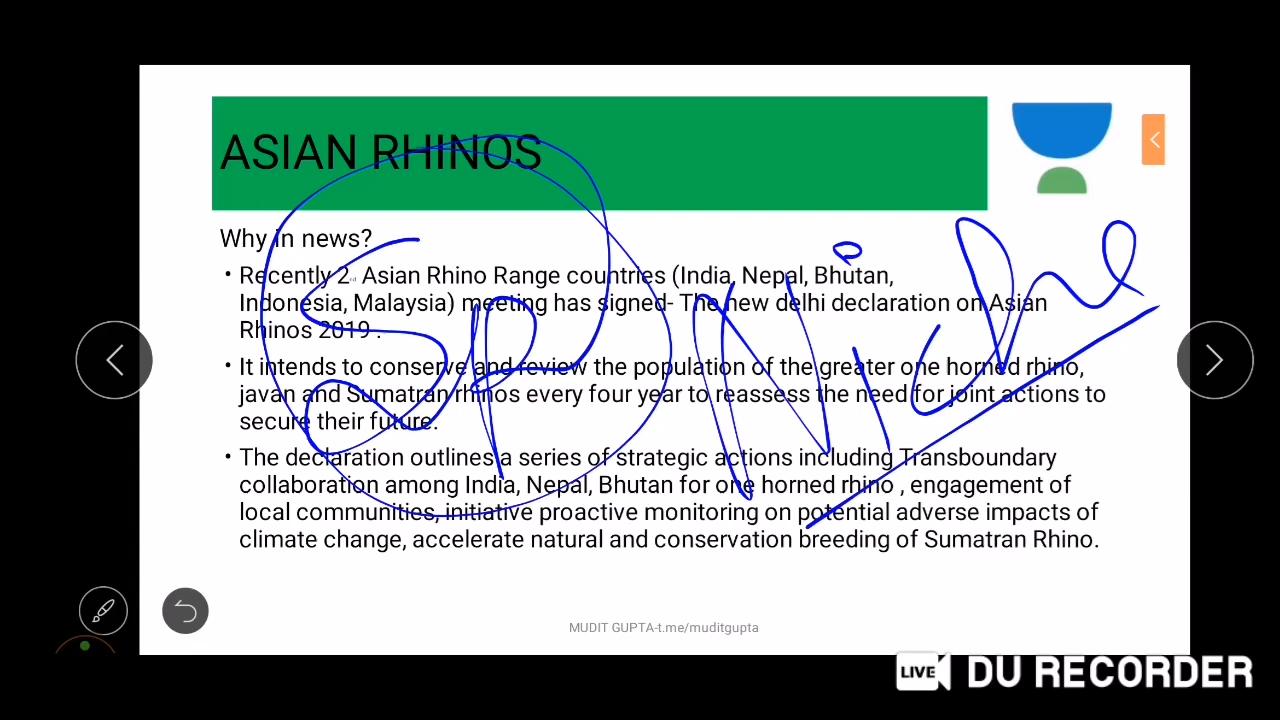 ASIAN RHINOS
Why in news?
• Recently 2nd Asian Rhino Range countries (India, Nepal, Bhutan,
Indonesia, Malaysia) meeting has signed- The new delhi declaration on Asian
Rhinos 2019 .
• It intends to conserve and review the population of the greater one horned rhino,
javan and Sumatran rhinos every four year to reassess the need for joint actions to
secure their future.
• The declaration outlines a series of strategic actions including Transboundary
collaboration among India, Nepal, Bhutan for one horned rhino , engagement of
local communities, initiative proactive monitoring on potential adverse impacts of
climate change, accelerate natural and conservation breeding of Sumatran Rhino.
SP Niche
MUDIT GUPTA-t.me/muditgupta
LIVE DU RECORDER